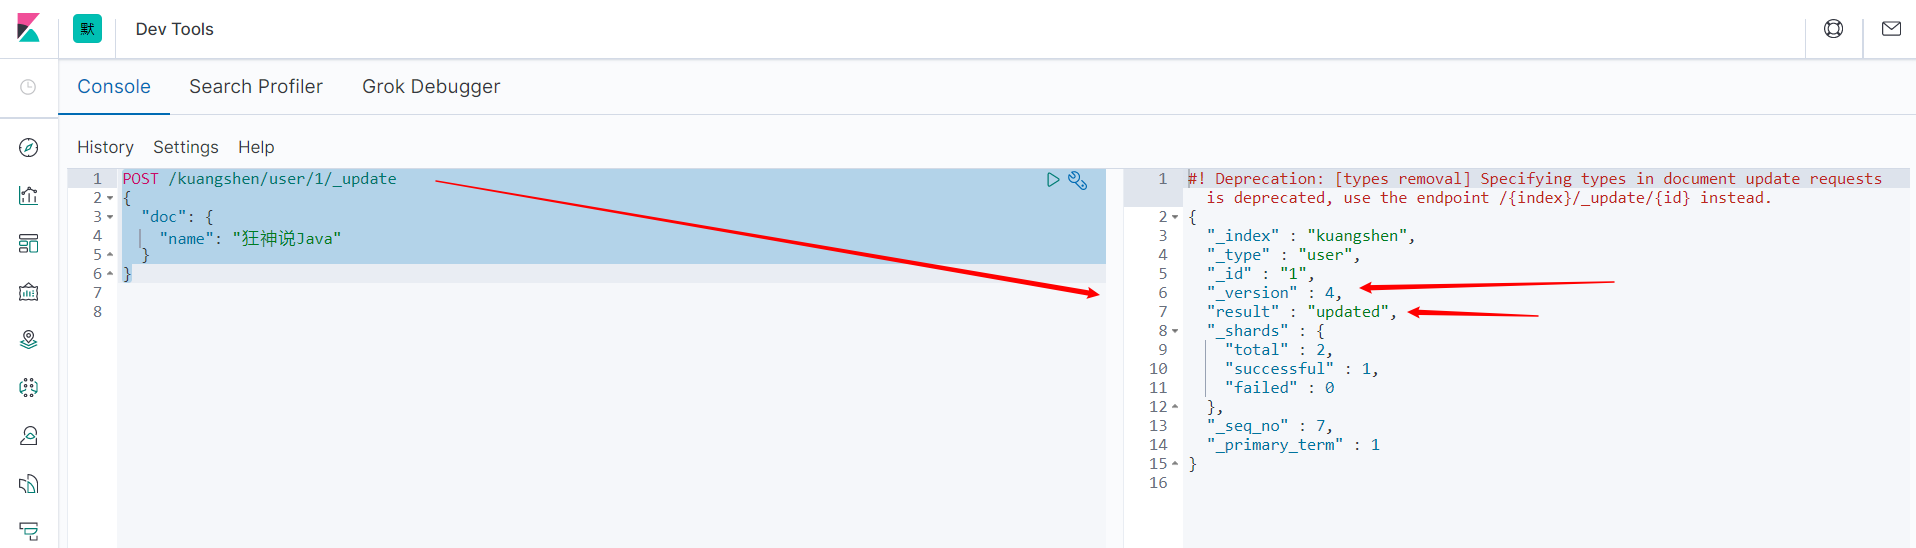 默
Dev Tools
Console
Search Profiler
Grok Debugger
History
Settings
Help
1 POST /kuangshen/user/1/_update
2 {
3 "doc": {
4 "name": "狂神说Java"
5 }
6 }
7
8
1 #! Deprecation: [types removal] Specifying types in document update requests
is deprecated, use the endpoint /{index}/_update/{id} instead.
2 {
3 "_index" : "kuangshen",
4 "_type" : "user",
5 "_id" : "1",
6 "_version" : 4,
7 "result" : "updated",
8 "_shards" : {
9 "total" : 2,
10 "successful" : 1,
11 "failed" : 0
12 },
13 "_seq_no" : 7,
14 "_primary_term" : 1
15 }
16